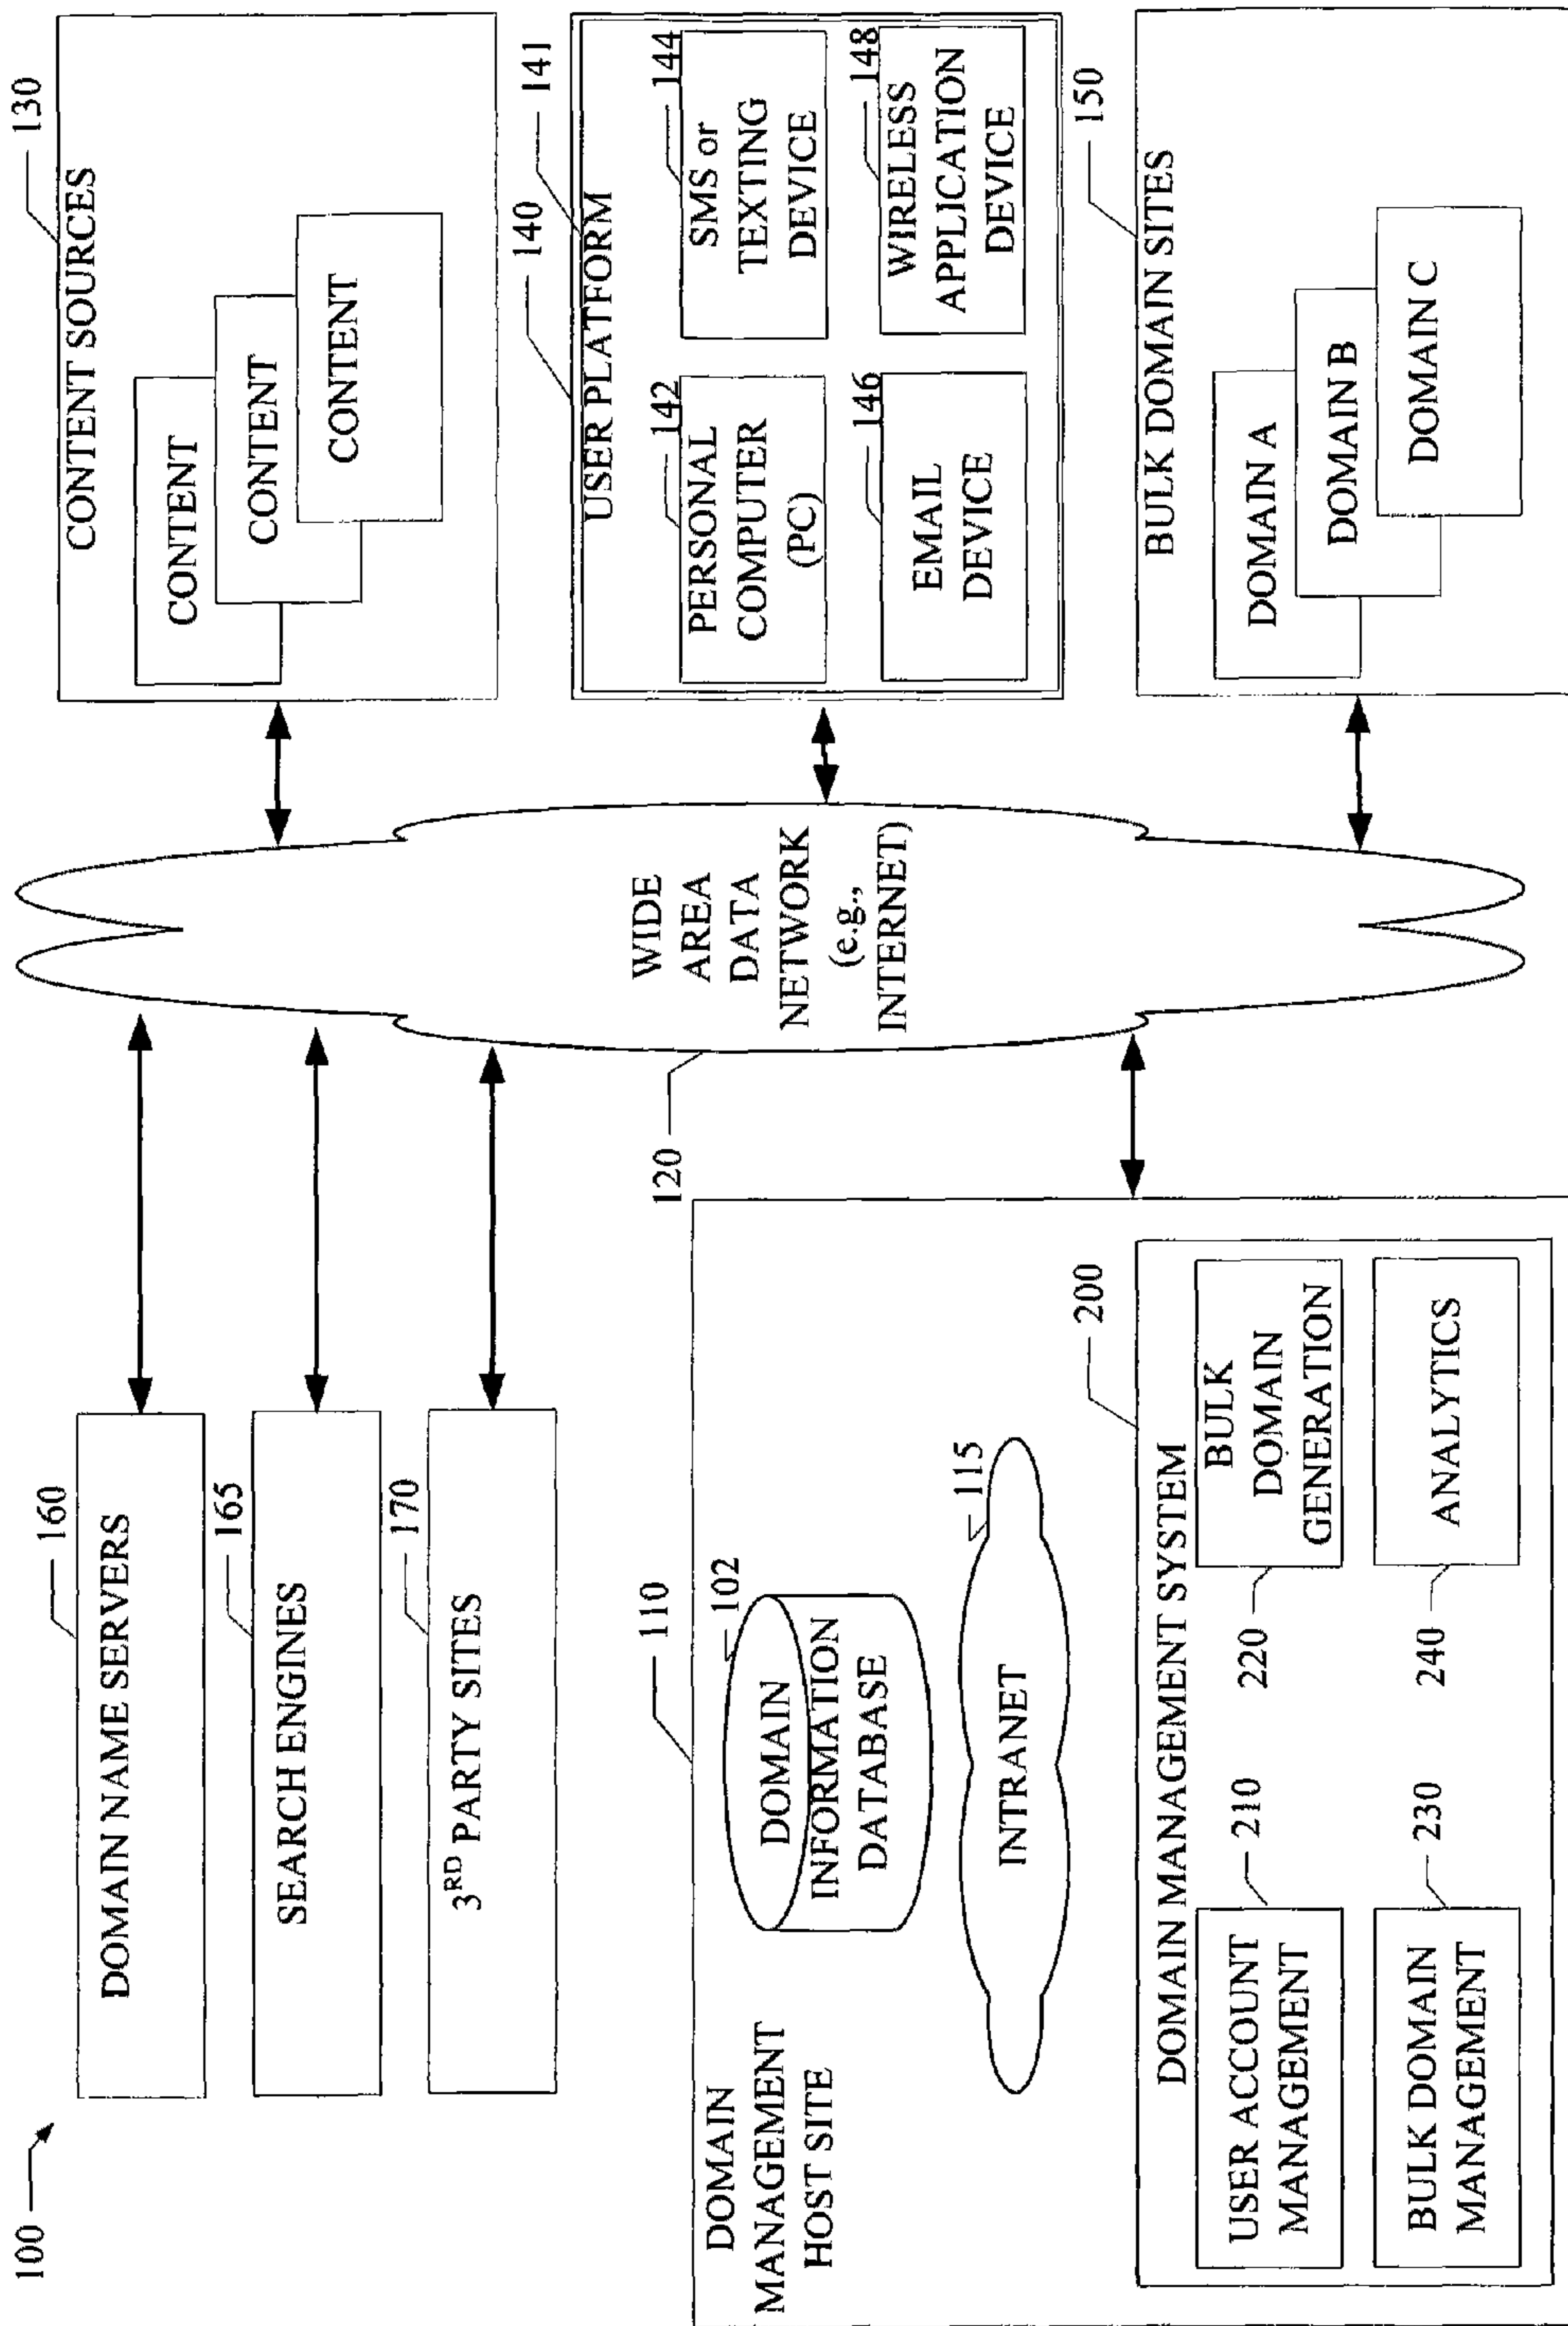 100
160
DOMAIN NAME SERVERS
165
SEARCH ENGINES
170
3RD PARTY SITES
110
DOMAIN
MANAGEMENT
HOST SITE
102
DOMAIN
INFORMATION
DATABASE
115
INTRANET
200
DOMAIN MANAGEMENT SYSTEM
USER ACCOUNT
MANAGEMENT
210
220
BULK
DOMAIN
GENERATION
BULK DOMAIN
MANAGEMENT
230
240
ANALYTICS
120
WIDE
AREA
DATA
NETWORK
(e.g.,
INTERNET)
130
CONTENT SOURCES
CONTENT
CONTENT
CONTENT
140
141
USER PLATFORM
142
PERSONAL
COMPUTER
(PC)
144
SMS or
TEXTING
DEVICE
146
EMAIL
DEVICE
148
WIRELESS
APPLICATION
DEVICE
150
BULK DOMAIN SITES
DOMAIN A
DOMAIN B
DOMAIN C